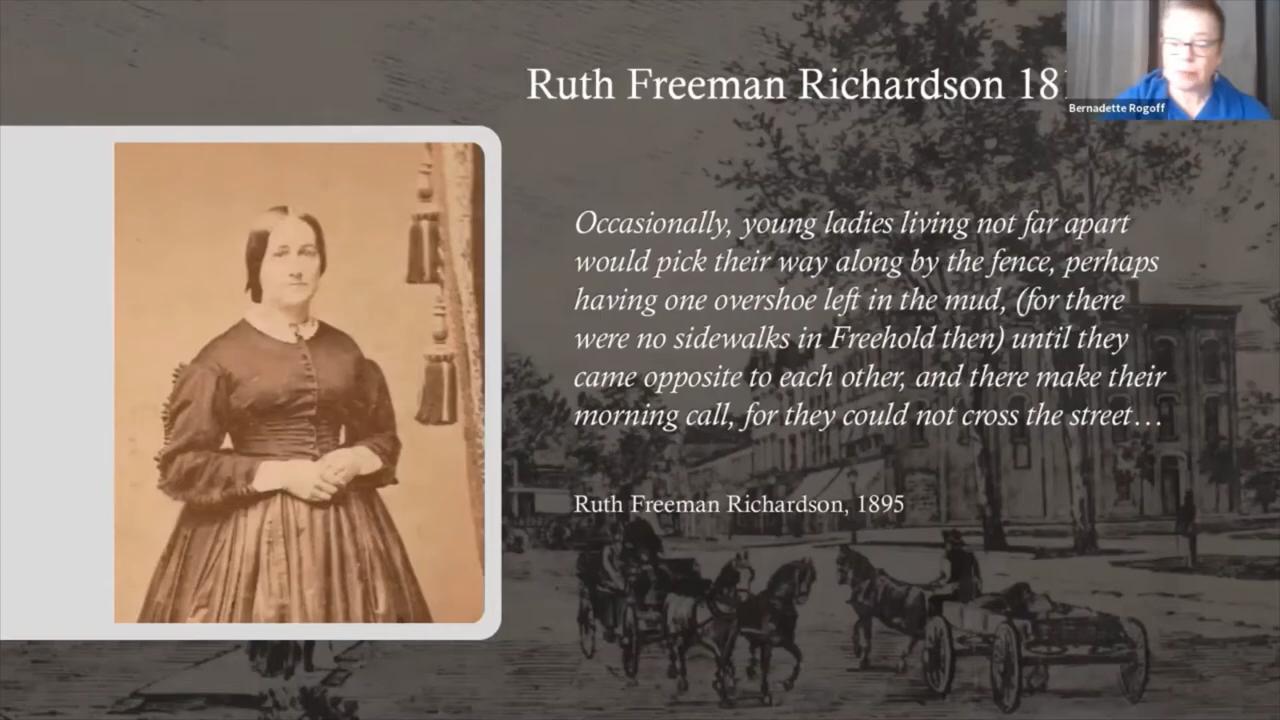 Ruth Freeman Richardson 18
Bernadette Rogoff
Occasionally, young ladies living not far apart
would pick their way along by the fence, perhaps
having one overshoe left in the mud, (for there
were no sidewalks in Freehold then) until they
came opposite to each other, and there make their
morning call, for they could not cross the street…
Ruth Freeman Richardson, 1895